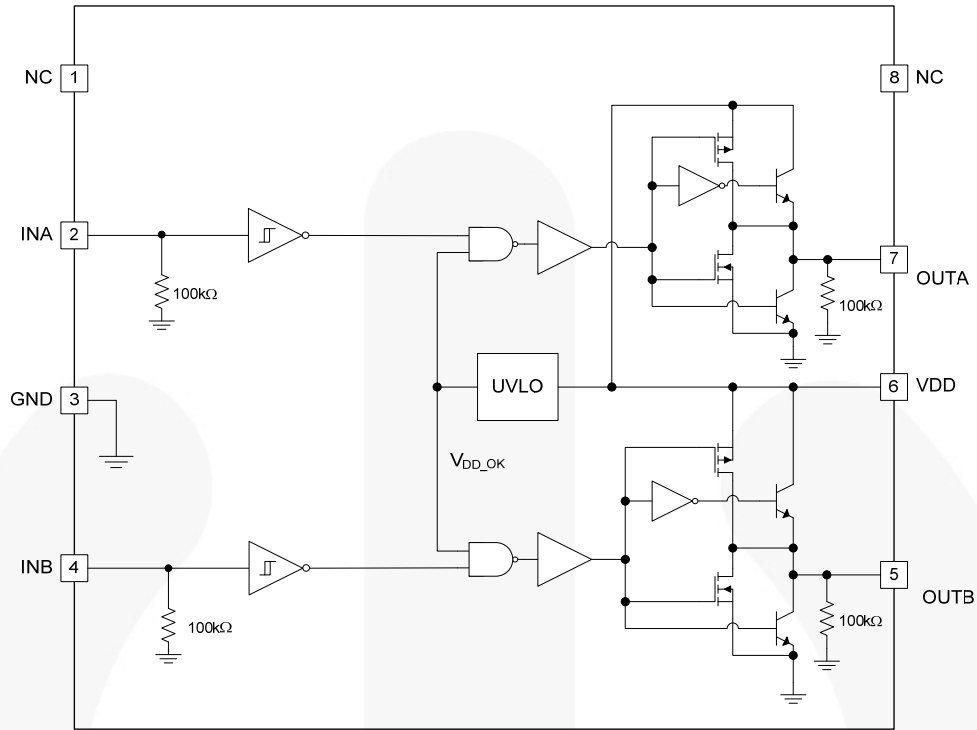 NC 1
8 NC
INA 2
100kΩ
7 OUTA
100kΩ
GND 3
UVLO
6 VDD
VDD_OK
INB 4
100kΩ
5 OUTB
100kΩ